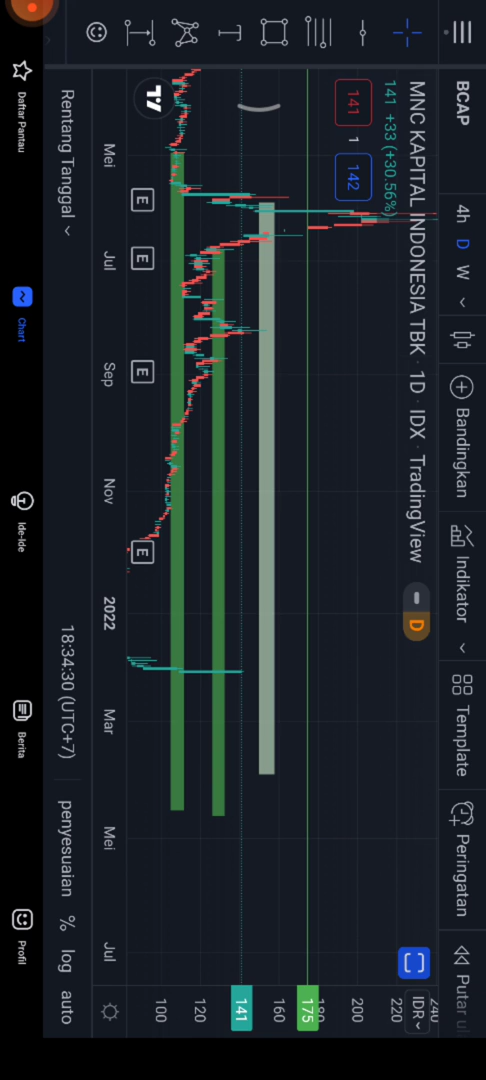 BCAP
4h D W
Bandingkan
Indikator
Template
Peringatan
Putar ul
MNC KAPITAL INDONESIA TBK · 1D · IDX · TradingView
D
141 +33 (+30.56%)
141 1 142
IDR
240
220
200
180
175
160
141
120
100
E E E E
Mei Jul Sep Nov 2022 Mar Mei Jul
Rentang Tanggal
18:34:30 (UTC+7)
penyesuaian % log auto
Daftar Pantau
Chart
Ide-Ide
Berita
Profil